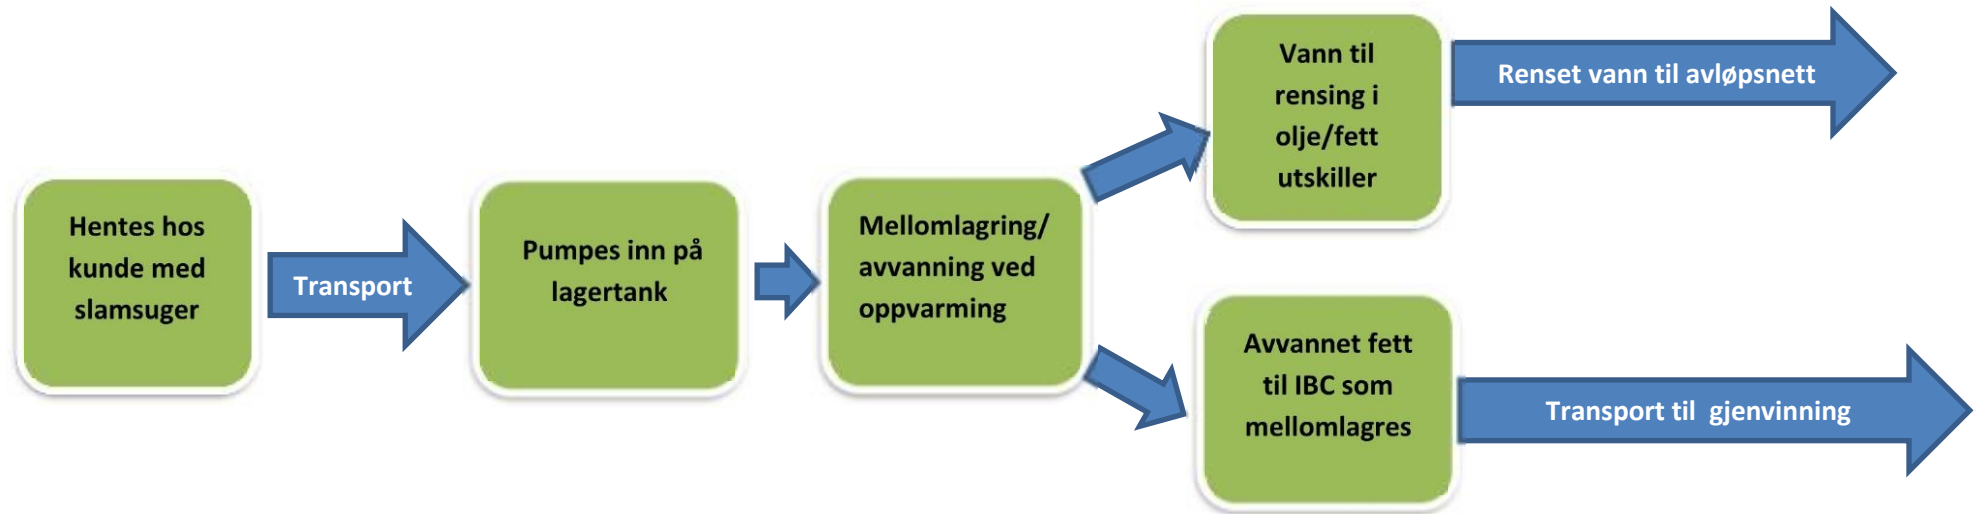 Hentes hos
kunde med
slamsuger
Transport
Pumpes inn på
lagertank
Mellomlagring/
avvanning ved
oppvarming
Vann til
rensing i
olje/fett
utskiller
Renset vann til avløpsnett
Avvannet fett
til IBC som
mellomlagres
Transport til  gjenvinning